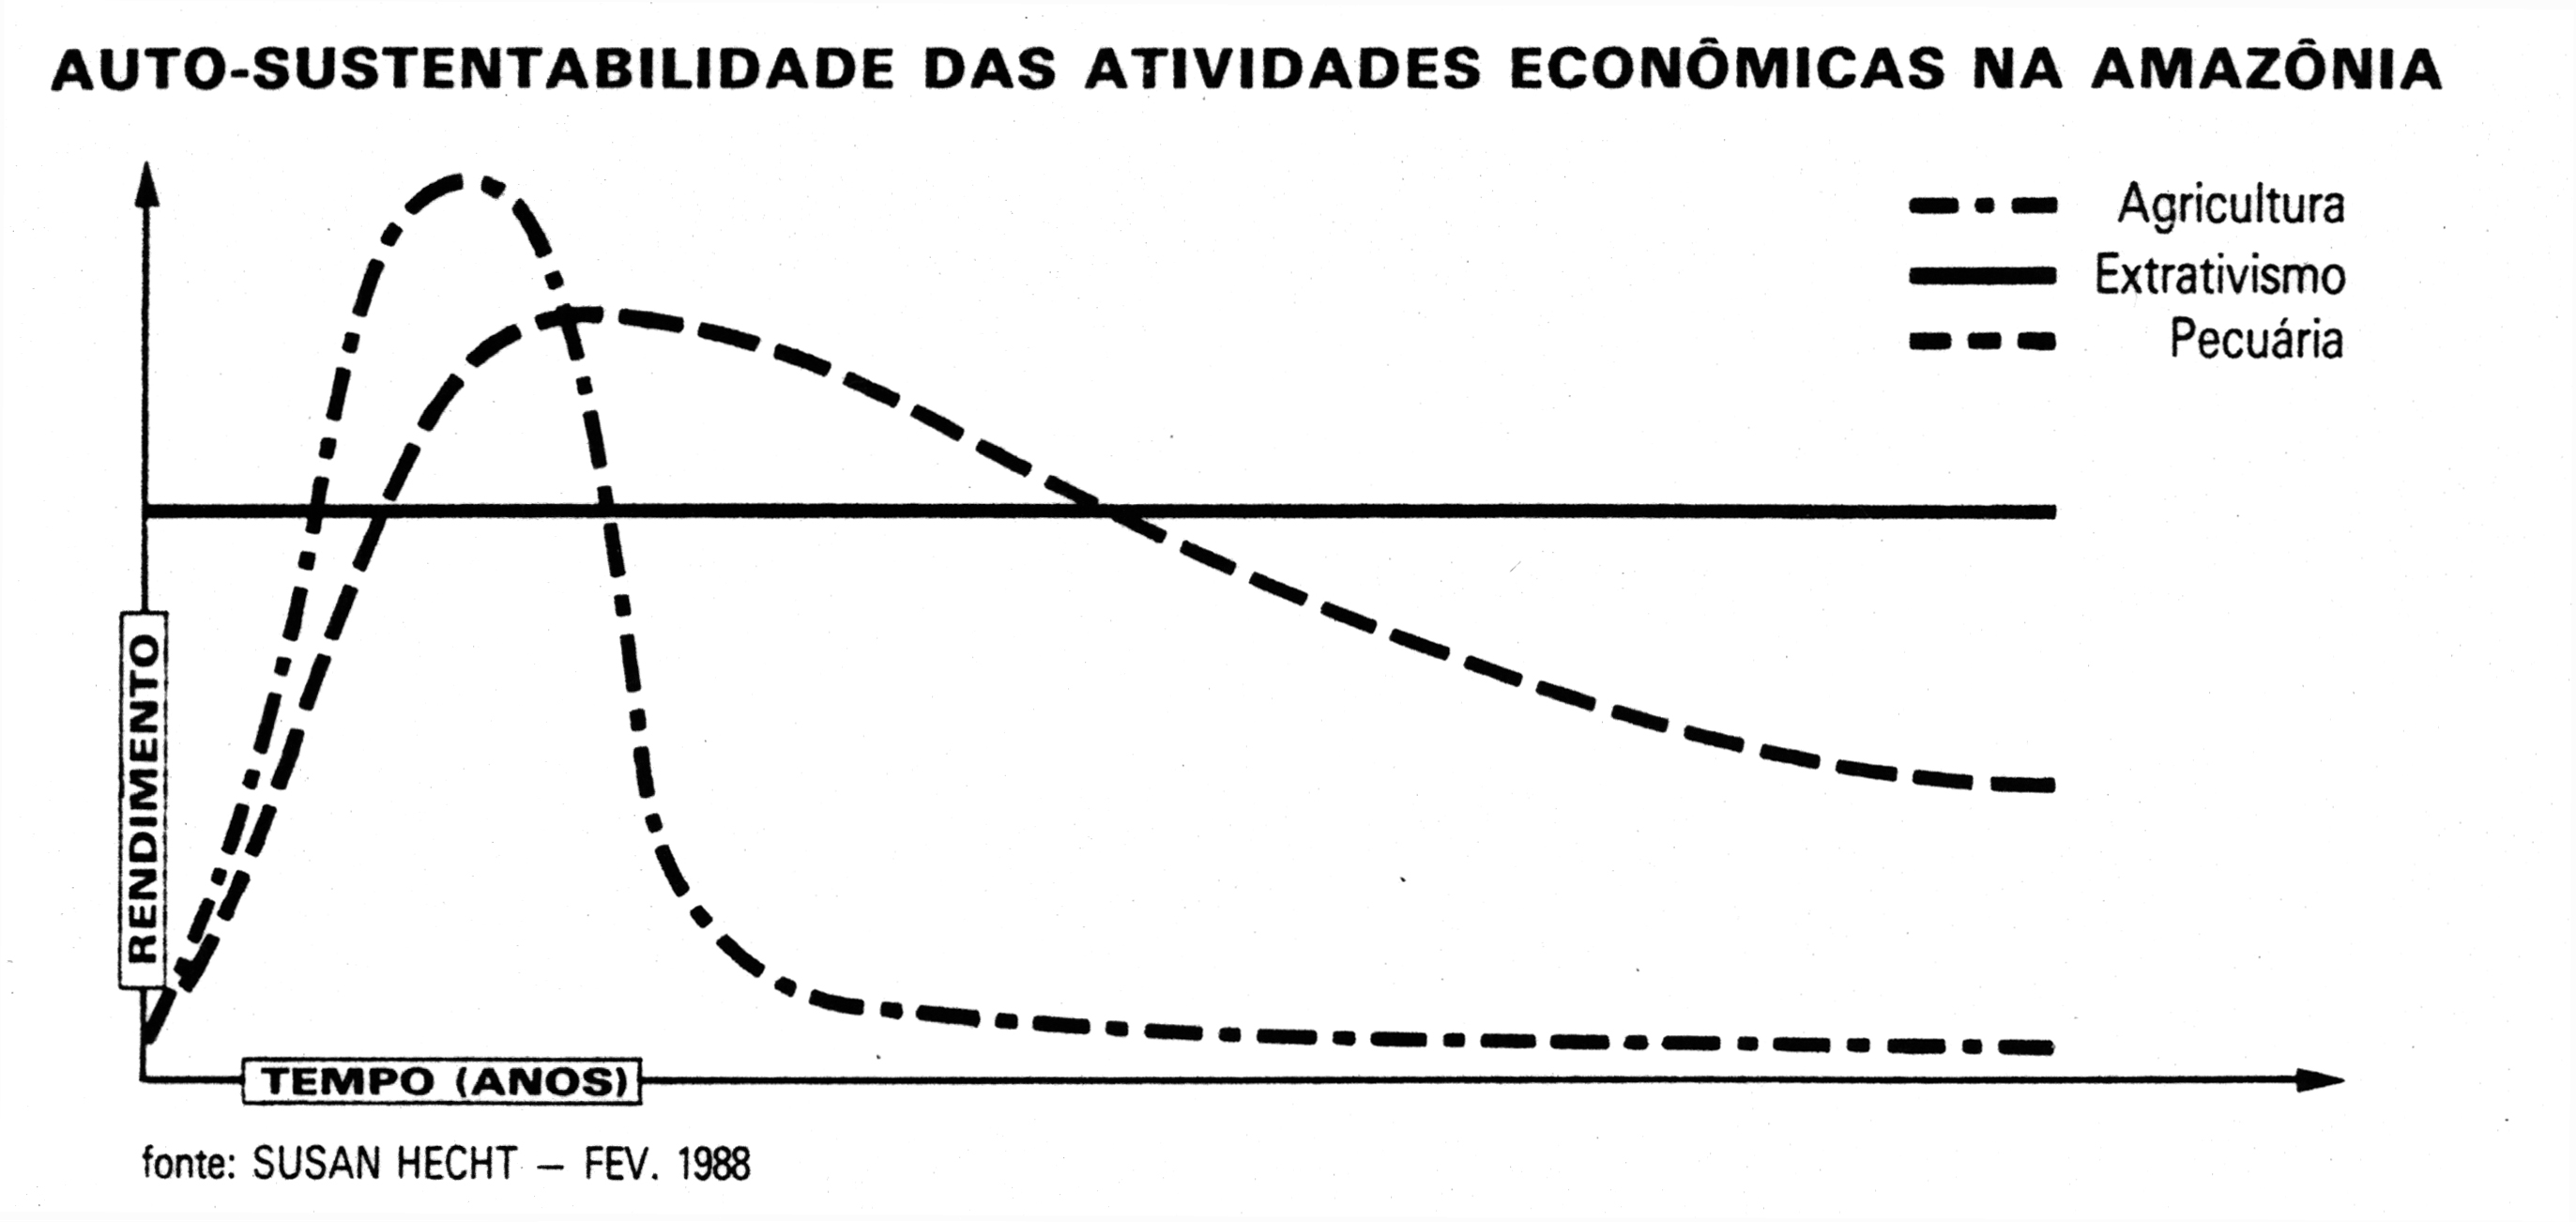 AUTO-SUSTENTABILIDADE DAS ATIVIDADES ECONÔMICAS NA AMAZÔNIA
Agricultura
Extrativismo
Pecuária
RENDIMENTO
TEMPO (ANOS)
fonte: SUSAN HECHT – FEV. 1988